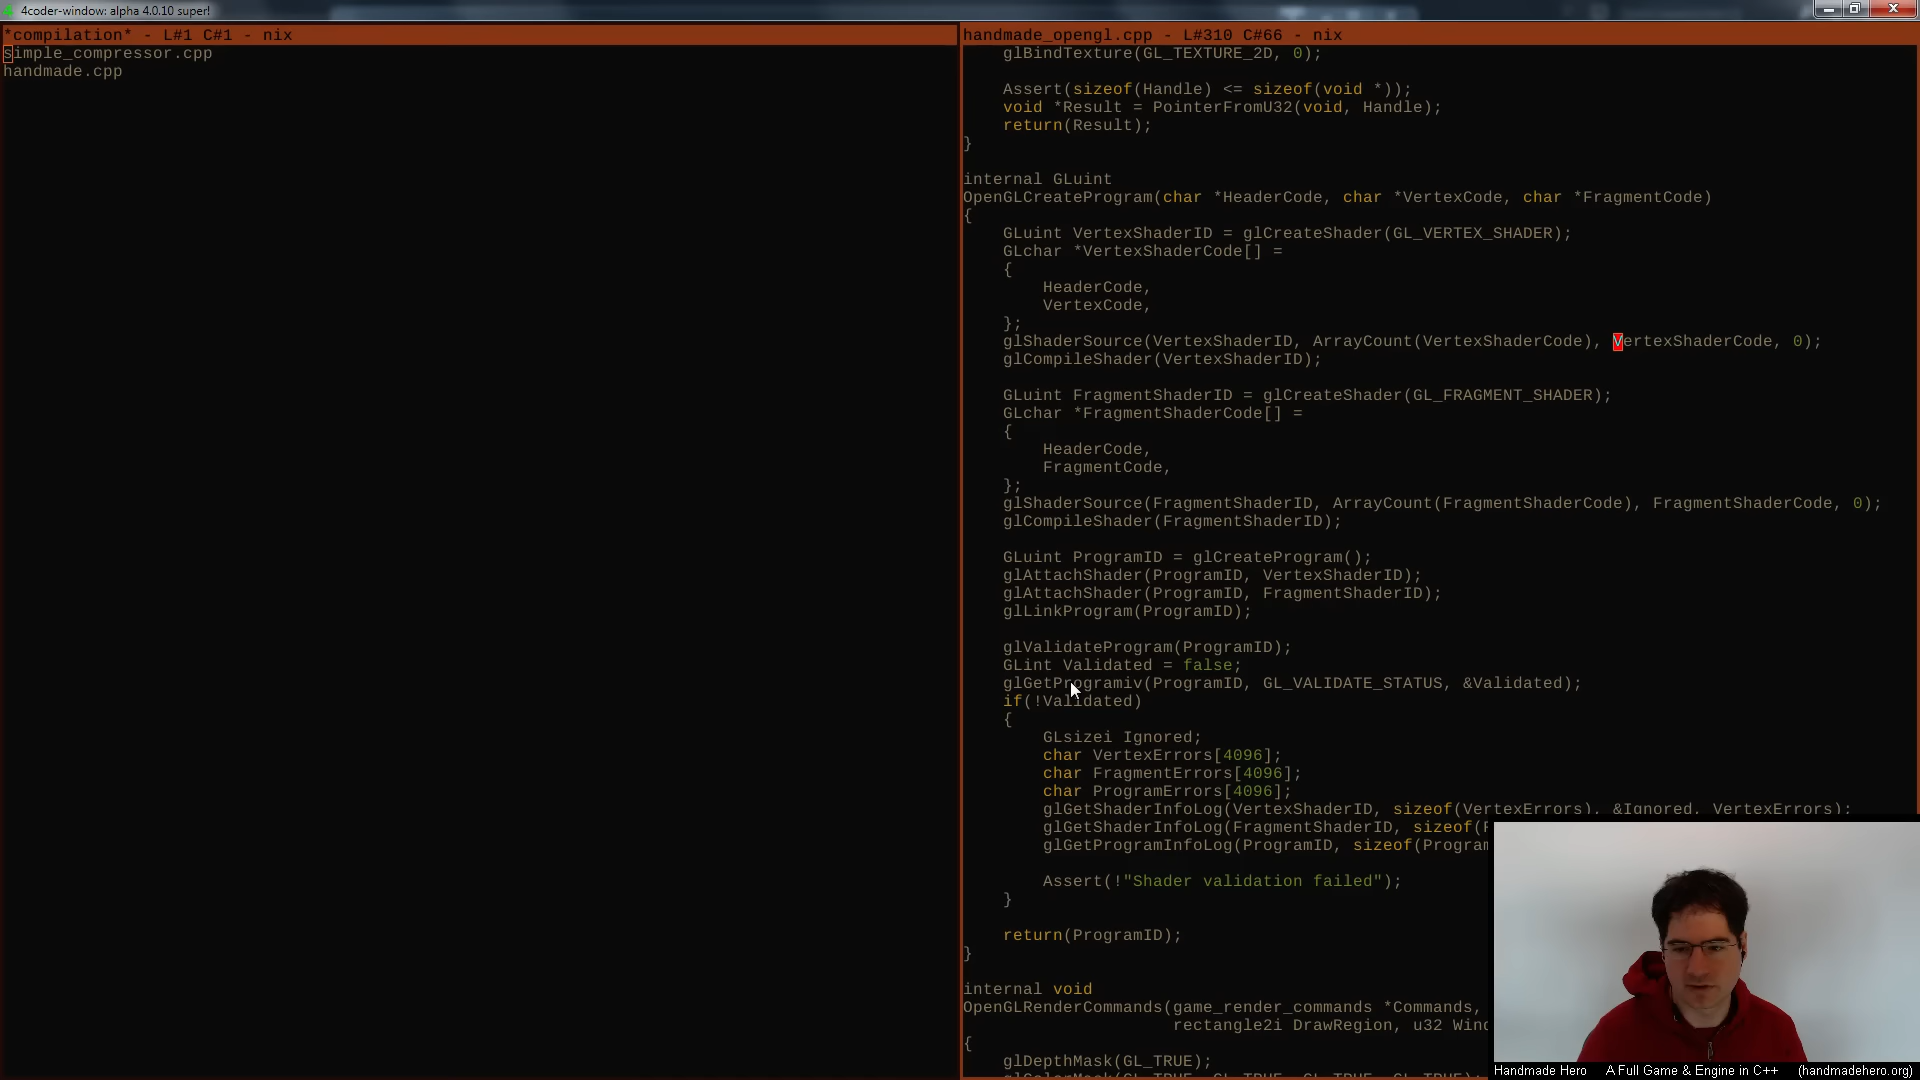 4coder-window: alpha 4.0.10 super!
*compilation* - L#1 C#1 - nix
simple_compressor.cpp
handmade.cpp
handmade_opengl.cpp - L#310 C#66 - nix
glBindTexture(GL_TEXTURE_2D, 0);
Assert(sizeof(Handle) <= sizeof(void *));
void *Result = PointerFromU32(void, Handle);
return(Result);
}
internal GLuint
OpenGLCreateProgram(char *HeaderCode, char *VertexCode, char *FragmentCode)
{
GLuint VertexShaderID = glCreateShader(GL_VERTEX_SHADER);
GLchar *VertexShaderCode[] =
{
HeaderCode,
VertexCode,
};
glShaderSource(VertexShaderID, ArrayCount(VertexShaderCode), VertexShaderCode, 0);
glCompileShader(VertexShaderID);
GLuint FragmentShaderID = glCreateShader(GL_FRAGMENT_SHADER);
GLchar *FragmentShaderCode[] =
{
HeaderCode,
FragmentCode,
};
glShaderSource(FragmentShaderID, ArrayCount(FragmentShaderCode), FragmentShaderCode, 0);
glCompileShader(FragmentShaderID);
GLuint ProgramID = glCreateProgram();
glAttachShader(ProgramID, VertexShaderID);
glAttachShader(ProgramID, FragmentShaderID);
glLinkProgram(ProgramID);
glValidateProgram(ProgramID);
GLint Validated = false;
glGetProgramiv(ProgramID, GL_VALIDATE_STATUS, &Validated);
if(!Validated)
{
GLsizei Ignored;
char VertexErrors[4096];
char FragmentErrors[4096];
char ProgramErrors[4096];
glGetShaderInfoLog(VertexShaderID, sizeof(VertexErrors), &Ignored, VertexErrors);
glGetShaderInfoLog(FragmentShaderID, sizeof(
glGetProgramInfoLog(ProgramID, sizeof(Program
Assert(!"Shader validation failed");
}
return(ProgramID);
}
internal void
OpenGLRenderCommands(game_render_commands *Commands,
rectangle2i DrawRegion, u32 Wind
{
glDepthMask(GL_TRUE);
Handmade Hero A Full Game & Engine in C++ (handmadehero.org)